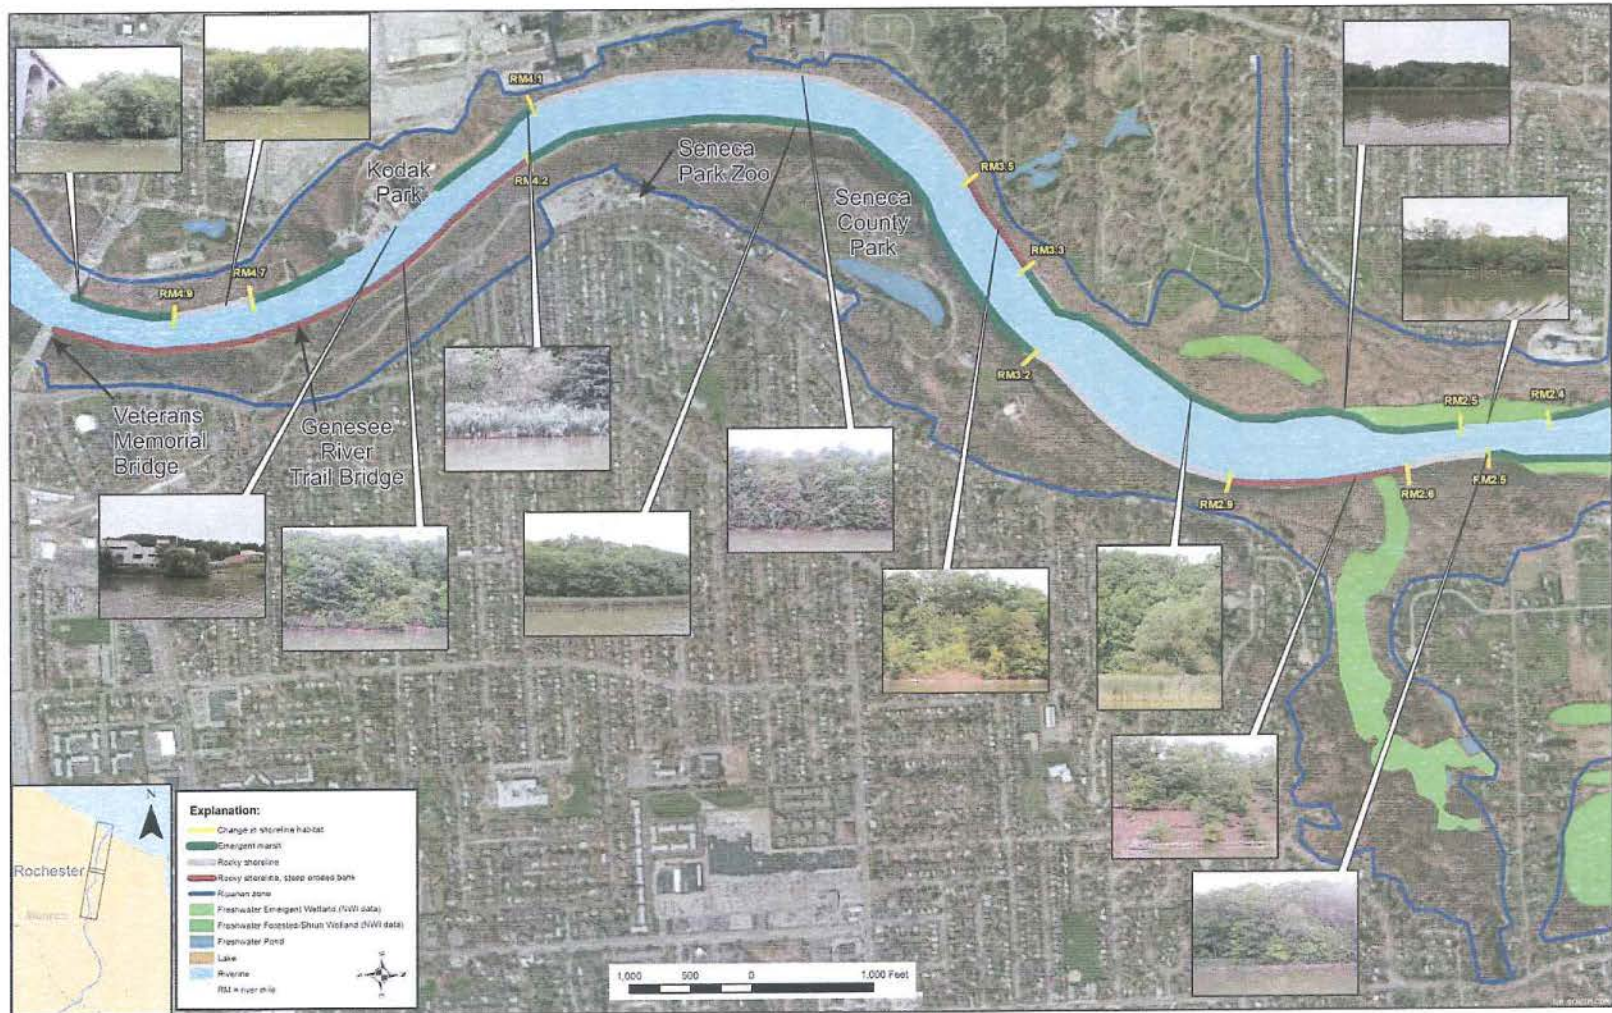 RM4.1
Kodak
Park
RM4.2
Seneca
Park Zoo
RM3.5
Seneca
County
Park
RM4.7
RM4.9
RM3.3
RM3.2
RM2.5
RM2.4
RM2.9
RM2.6
RM2.5
Veterans
Memorial
Bridge
Genesee
River
Trail Bridge
N
Rochester
Monroe
Explanation:
Change in shoreline habitat
Emergent marsh
Rocky shoreline
Rocky shoreline, steep eroded bank
Riparian zone
Freshwater Emergent Wetland (NWI data)
Freshwater Forested/Shrub Wetland (NWI data)
Freshwater Pond
Lake
Riverine
RM = river mile
1,000 500 0 1,000 Feet